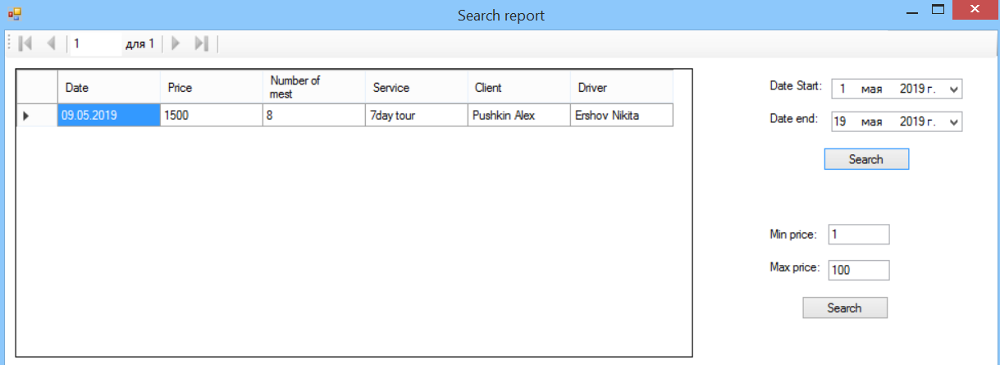 Search report
1 для 1
Date Price Number of mest Service Client Driver
09.05.2019 1500 8 7day tour Pushkin Alex Ershov Nikita
Date Start: 1 мая 2019 г.
Date end: 19 мая 2019 г.
Search
Min price: 1
Max price: 100
Search